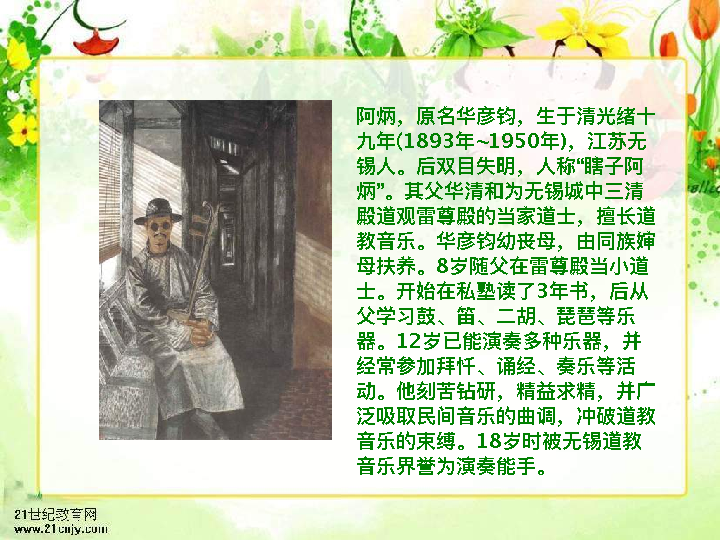 阿炳，原名华彦钧，生于清光绪十
九年(1893年~1950年)，江苏无
锡人。后双目失明，人称“瞎子阿
炳”。其父华清和为无锡城中三清
殿道观雷尊殿的当家道士，擅长道
教音乐。华彦钧幼丧母，由同族婶
母扶养。8岁随父在雷尊殿当小道
士。开始在私塾读了3年书，后从
父学习鼓、笛、二胡、琵琶等乐
器。12岁已能演奏多种乐器，并
经常参加拜忏、诵经、奏乐等活
动。他刻苦钻研，精益求精，并广
泛吸取民间音乐的曲调，冲破道教
音乐的束缚。18岁时被无锡道教
音乐界誉为演奏能手。
21世纪教育网
www.21cnjy.com